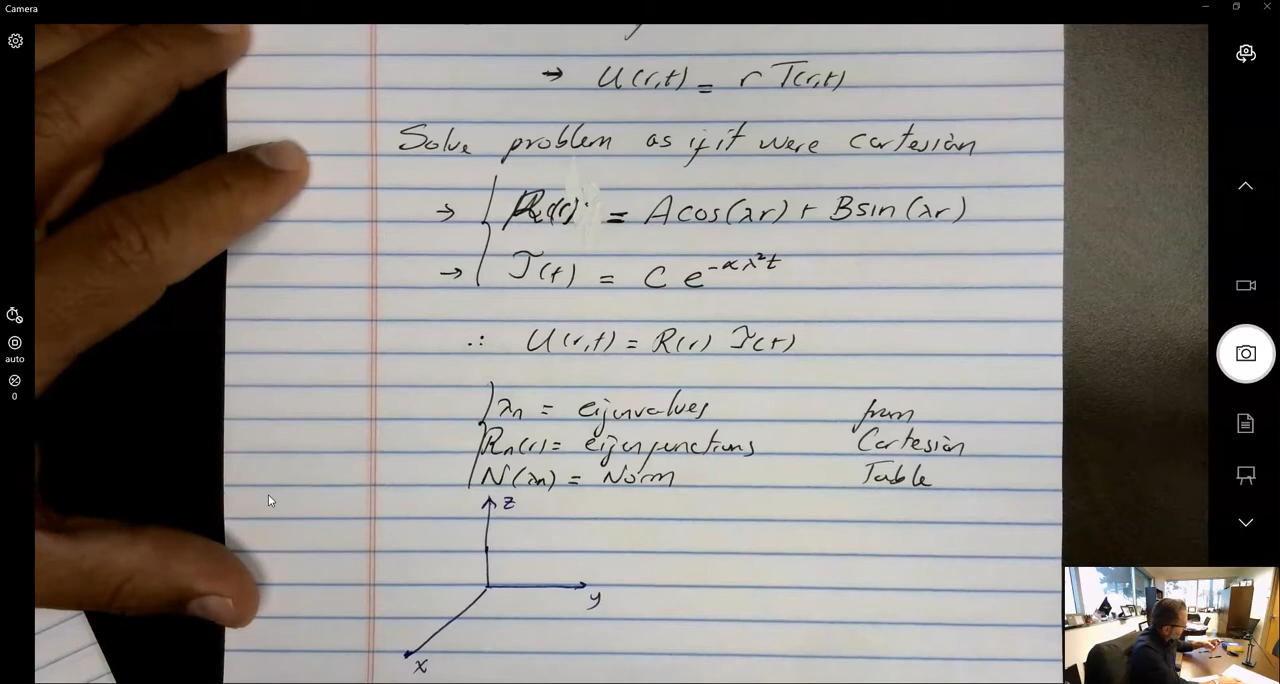 Camera
→ U(r,t) = r T(r,t)
Solve problem as if it were cartesian
→ R(r) = A cos(λr) + B sin(λr)
→ T(t) = C e^{-αλ²t}
∴ U(r,t) = R(r) T(t)
λn = eigenvalues from
Rn(r) = eigenfunctions Cartesian
N(λn) = Norm Table
z
y
x
auto
0